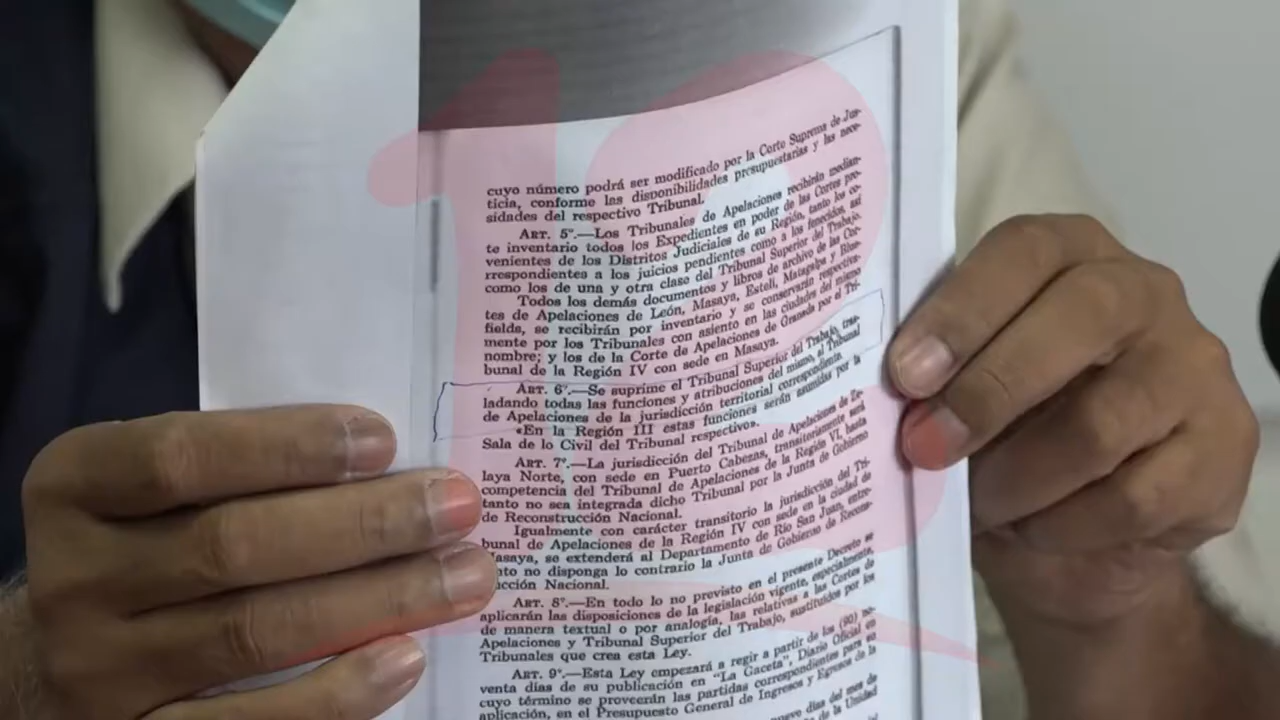 12
cuyo número podrá ser modificado por la Corte Suprema de Jus-
ticia, conforme las disponibilidades presupuestarias y las nece-
sidades del respectivo Tribunal.
ART. 5º.—Los Tribunales de Apelaciones recibirán median-
te inventario todos los Expedientes en poder de las Cortes pro-
venientes de los Distritos Judiciales de su Región, tanto los co-
rrespondientes a los juicios pendientes como a los fenecidos, así
como los de una y otra clase del Tribunal Superior del Trabajo.
Todos los demás documentos y libros de archivo de las Cor-
tes de Apelaciones de León, Masaya, Estelí, Matagalpa y Blue-
fields, se recibirán por inventario y se conservarán respectiva-
mente por los Tribunales con asiento en las ciudades del mismo
nombre; y los de la Corte de Apelaciones de Granada por el Tri-
bunal de la Región IV con sede en Masaya.
ART. 6º.—Se suprime el Tribunal Superior del Trabajo, tras-
ladando todas las funciones y atribuciones del mismo, al Tribunal
de Apelaciones de la jurisdicción territorial correspondiente.
«En la Región III estas funciones serán asumidas por la
Sala de lo Civil del Tribunal respectivo».
ART. 7º.—La jurisdicción del Tribunal de Apelaciones de Ze-
laya Norte, con sede en Puerto Cabezas, transitoriamente será
competencia del Tribunal de Apelaciones de la Región VI, hasta
tanto no sea integrada dicho Tribunal por la Junta de Gobierno
de Reconstrucción Nacional.
Igualmente con carácter transitorio la jurisdicción del Tri-
bunal de Apelaciones de la Región IV con sede en la ciudad de
Masaya, se extenderá al Departamento de Río San Juan, entre-
tanto no disponga lo contrario la Junta de Gobierno de Recons-
trucción Nacional.
ART. 8º.—En todo lo no previsto en el presente Decreto se
aplicarán las disposiciones de la legislación vigente, especialmente,
de manera textual o por analogía, las relativas a las Cortes de
Apelaciones y Tribunal Superior del Trabajo, sustituidos por los
Tribunales que crea esta Ley.
ART. 9º.—Esta Ley empezará a regir a partir de los (90) no-
venta días de su publicación en "La Gaceta", Diario Oficial en
cuyo término se proveerán las partidas correspondientes para su
aplicación, en el Presupuesto General de Ingresos y Egresos de la
nueve días del mes de
de la Unidad